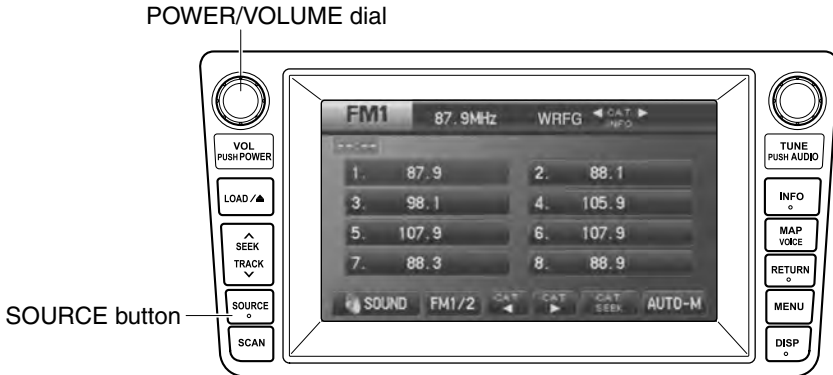 POWER/VOLUME dial
FM1 87.9MHz WRFG ◀ CAT ▶
INFO
VOL
PUSH POWER
TUNE
PUSH AUDIO
--:--
1. 87.9 2. 88.1
LOAD/⏏
INFO
3. 98.1 4. 105.9
MAP
VOICE
SEEK
TRACK
5. 107.9 6. 107.9
RETURN
7. 88.3 8. 88.9
SOURCE button
SOURCE
SOUND FM1/2 CAT ◀ CAT ▶ CAT SEEK AUTO-M
MENU
SCAN
DISP